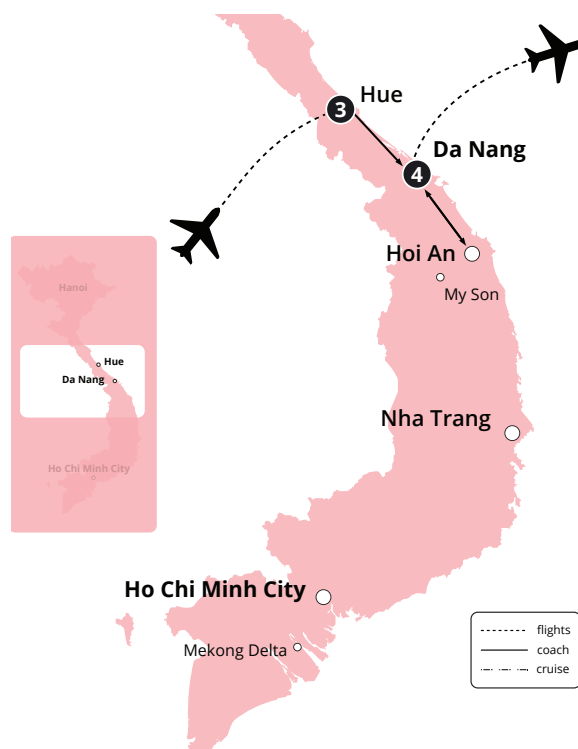 3
Hue
Da Nang
4
Hoi An
My Son
Hanoi
Hue
Da Nang
Ho Chi Minh City
Nha Trang
Ho Chi Minh City
Mekong Delta
flights
coach
cruise